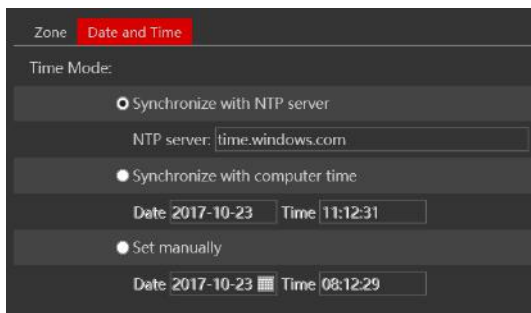 Zone Date and Time
Time Mode:
Synchronize with NTP server
NTP server: time.windows.com
Synchronize with computer time
Date 2017-10-23 Time 11:12:31
Set manually
Date 2017-10-23 Time 08:12:29